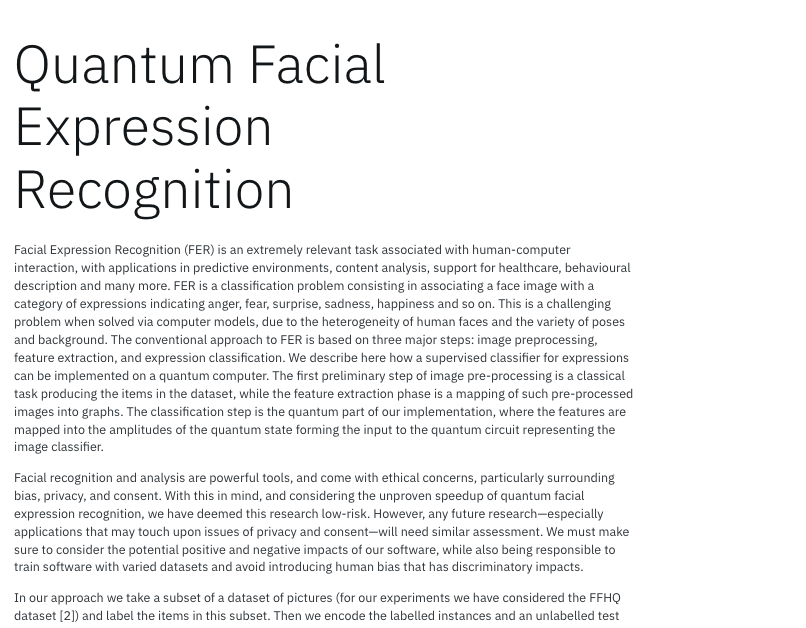 Quantum Facial
Expression
Recognition
Facial Expression Recognition (FER) is an extremely relevant task associated with human-computer
interaction, with applications in predictive environments, content analysis, support for healthcare, behavioural
description and many more. FER is a classification problem consisting in associating a face image with a
category of expressions indicating anger, fear, surprise, sadness, happiness and so on. This is a challenging
problem when solved via computer models, due to the heterogeneity of human faces and the variety of poses
and background. The conventional approach to FER is based on three major steps: image preprocessing,
feature extraction, and expression classification. We describe here how a supervised classifier for expressions
can be implemented on a quantum computer. The first preliminary step of image pre-processing is a classical
task producing the items in the dataset, while the feature extraction phase is a mapping of such pre-processed
images into graphs. The classification step is the quantum part of our implementation, where the features are
mapped into the amplitudes of the quantum state forming the input to the quantum circuit representing the
image classifier.
Facial recognition and analysis are powerful tools, and come with ethical concerns, particularly surrounding
bias, privacy, and consent. With this in mind, and considering the unproven speedup of quantum facial
expression recognition, we have deemed this research low-risk. However, any future research—especially
applications that may touch upon issues of privacy and consent—will need similar assessment. We must make
sure to consider the potential positive and negative impacts of our software, while also being responsible to
train software with varied datasets and avoid introducing human bias that has discriminatory impacts.
In our approach we take a subset of a dataset of pictures (for our experiments we have considered the FFHQ
dataset [2]) and label the items in this subset. Then we encode the labelled instances and an unlabelled test